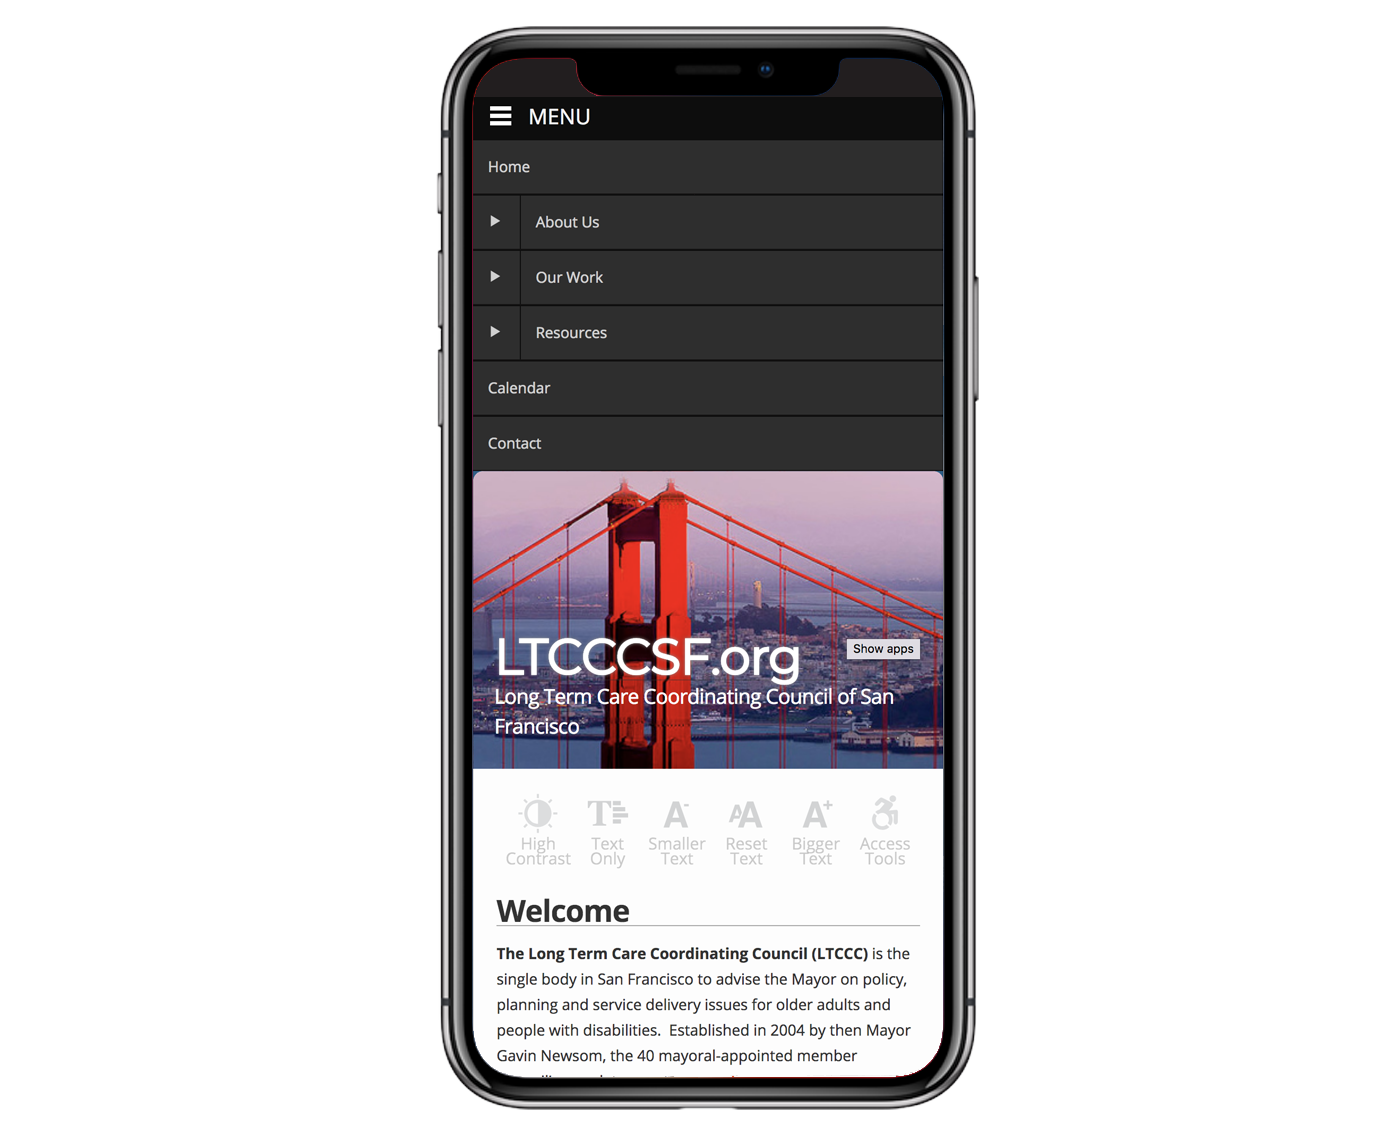 MENU
Home
About Us
Our Work
Resources
Calendar
Contact
LTCCCSF.org
Show apps
Long Term Care Coordinating Council of San
Francisco
High Contrast
Text Only
A- Smaller Text
AA Reset Text
A+ Bigger Text
Access Tools
Welcome
The Long Term Care Coordinating Council (LTCCC) is the
single body in San Francisco to advise the Mayor on policy,
planning and service delivery issues for older adults and
people with disabilities.  Established in 2004 by then Mayor
Gavin Newsom, the 40 mayoral-appointed member